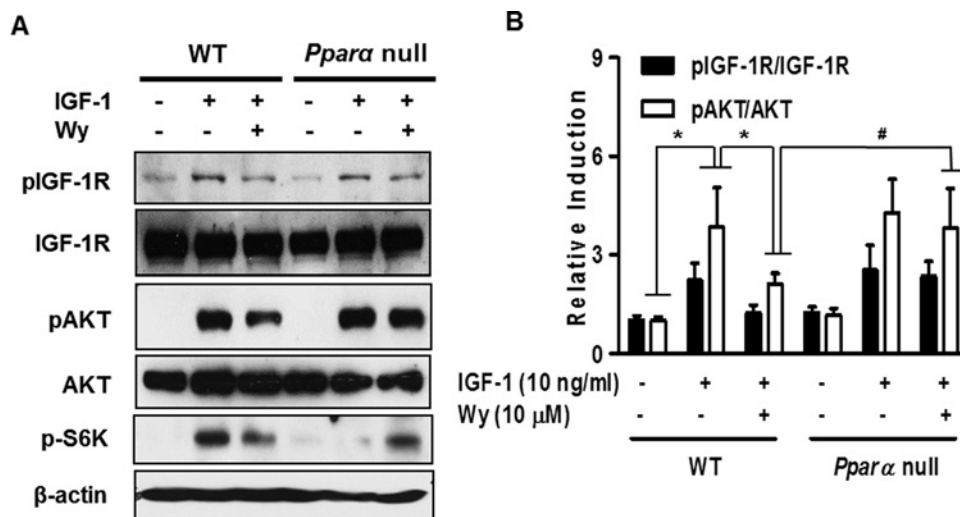 A
WT Pparα null
IGF-1 - + + - + +
Wy - - + - - +
pIGF-1R
IGF-1R
pAKT
AKT
p-S6K
β-actin
B
9
6
3
0
Relative Induction
pIGF-1R/IGF-1R
pAKT/AKT
* * #
IGF-1 (10 ng/ml) - + + - + +
Wy (10 μM) - - + - - +
WT Pparα null